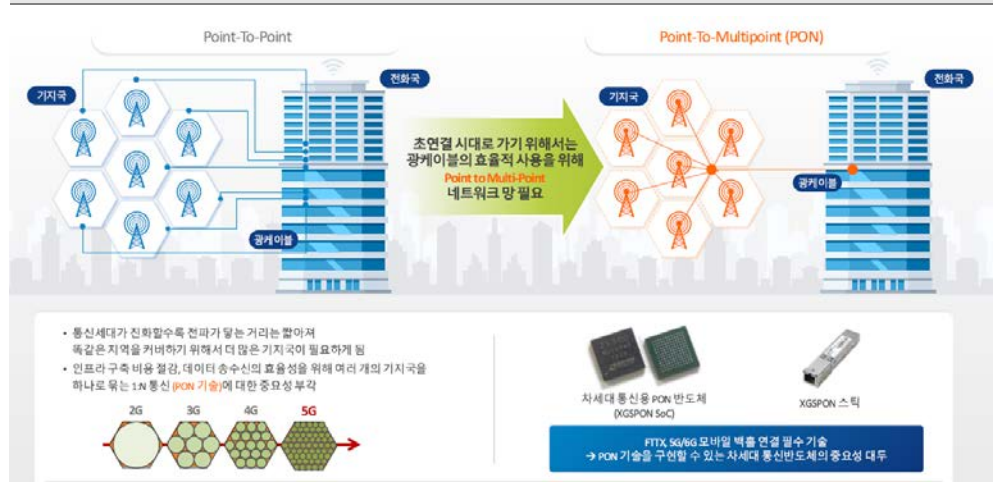 Point-To-Point
Point-To-Multipoint (PON)
기지국
전화국
광케이블
초연결 시대로 가기 위해서는
광케이블의 효율적 사용을 위해
Point to Multi-Point
네트워크 망 필요
기지국
전화국
광케이블
• 통신세대가 진화할수록 전파가 닿는 거리는 짧아져
똑같은 지역을 커버하기 위해서 더 많은 기지국이 필요하게 됨
• 인프라 구축 비용 절감, 데이터 송수신의 효율성을 위해 여러 개의 기지국을
하나로 묶는 1:N 통신 (PON 기술)에 대한 중요성 부각
2G 3G 4G 5G
차세대 통신용 PON 반도체
(XGSPON SoC)
XGSPON 스틱
FTTX, 5G/6G 모바일 백홀 연결 필수 기술
→ PON 기술을 구현할 수 있는 차세대 통신반도체의 중요성 대두